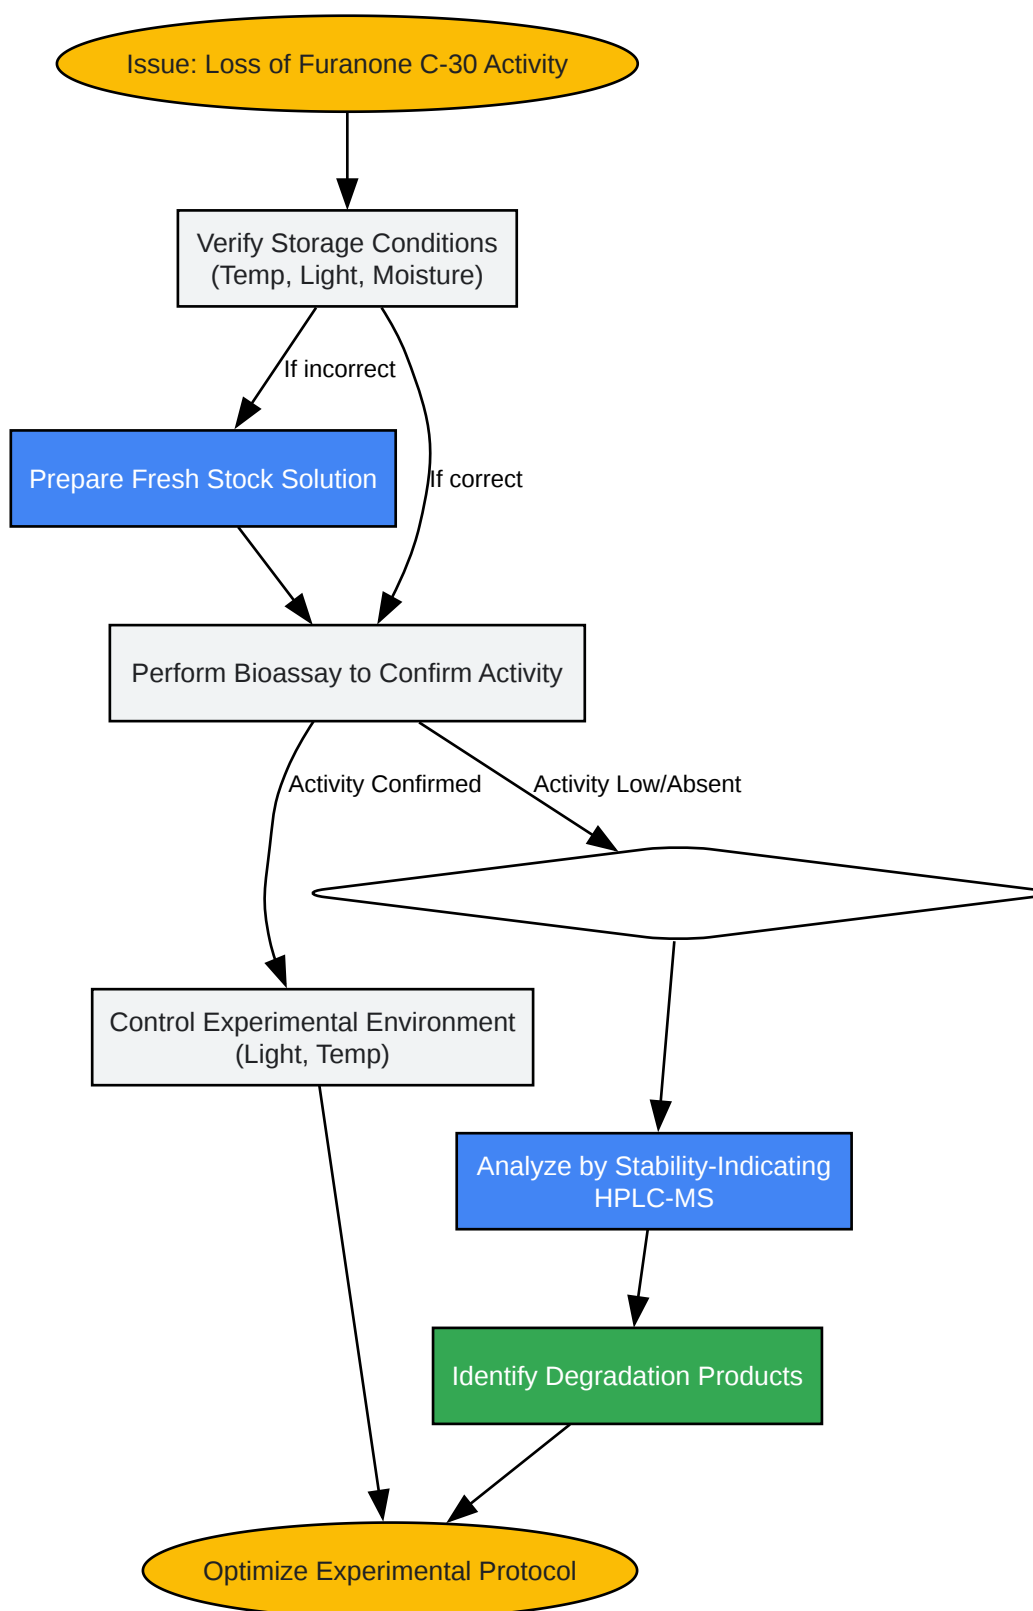 Issue: Loss of Furanone C-30 Activity
Verify Storage Conditions
(Temp, Light, Moisture)
If incorrect
Prepare Fresh Stock Solution
If correct
Perform Bioassay to Confirm Activity
Activity Confirmed
Activity Low/Absent
Control Experimental Environment
(Light, Temp)
Analyze by Stability-Indicating
HPLC-MS
Identify Degradation Products
Optimize Experimental Protocol